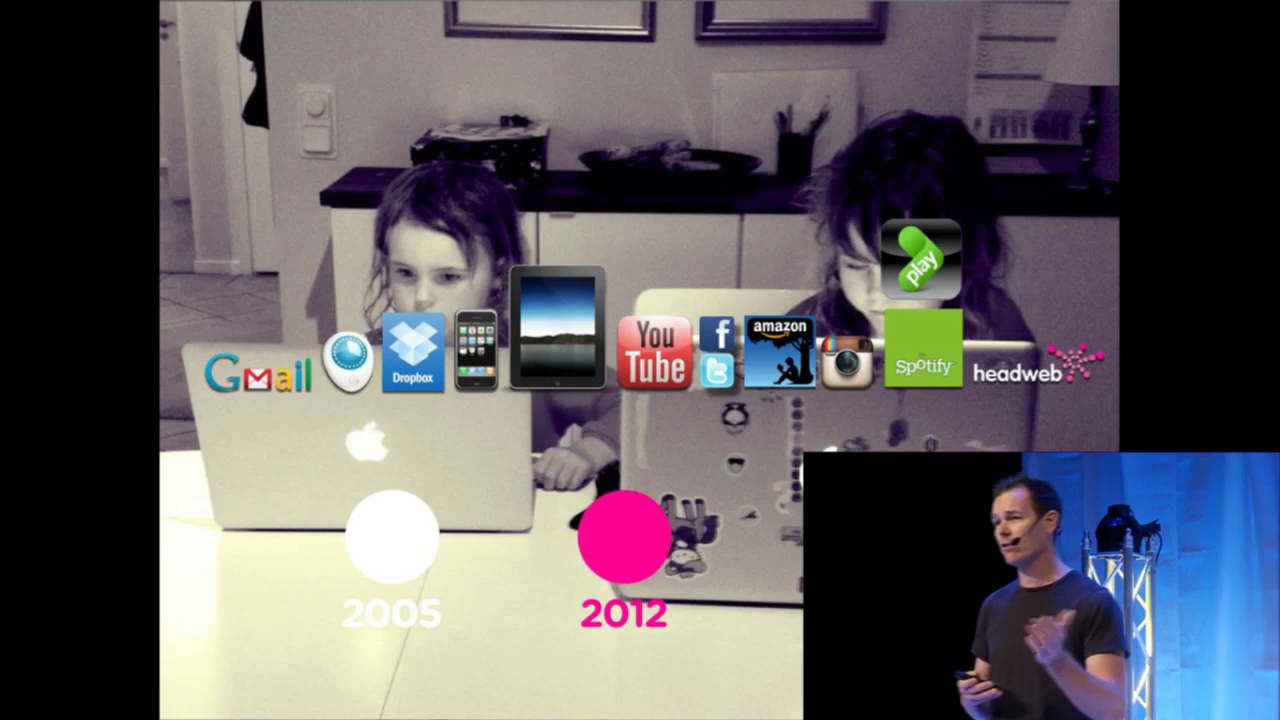 play
Gmail
Dropbox
You
Tube
f
t
amazon
Spotify
headweb
2005
2012